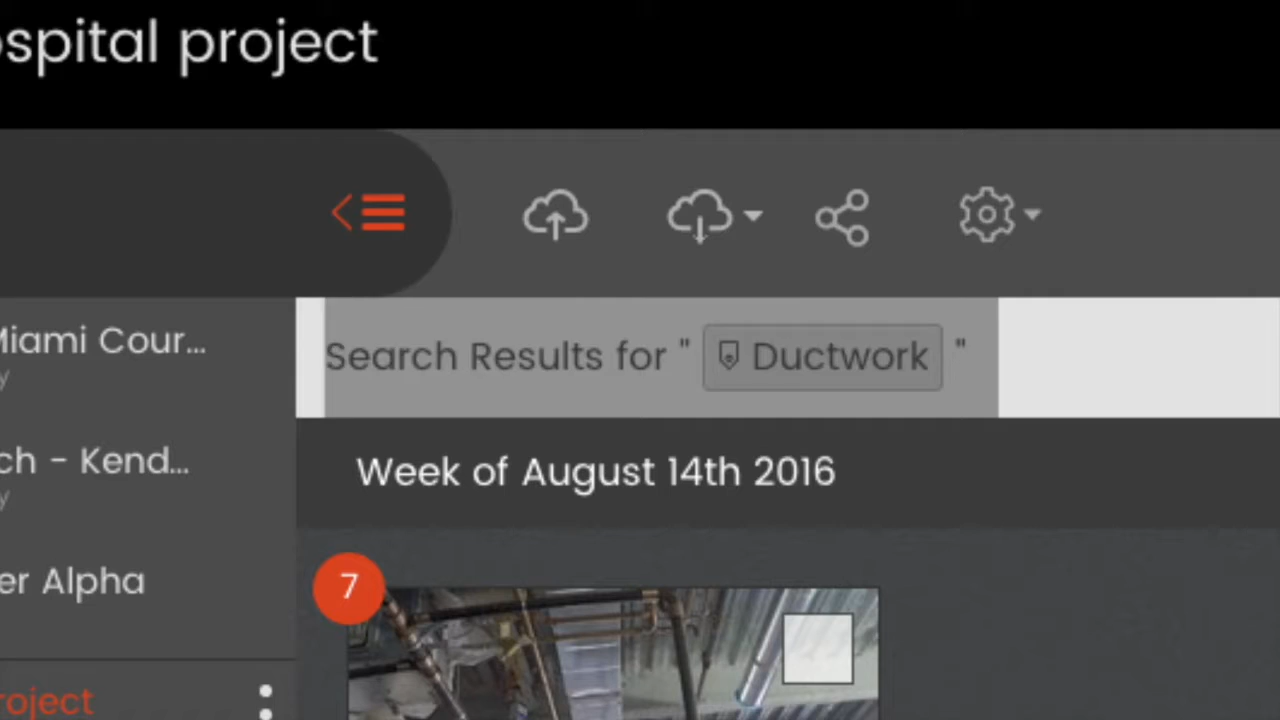 ospital project
Miami Cour...
y
Search Results for " Ductwork "
ch - Kend...
y
Week of August 14th 2016
er Alpha
7
roject